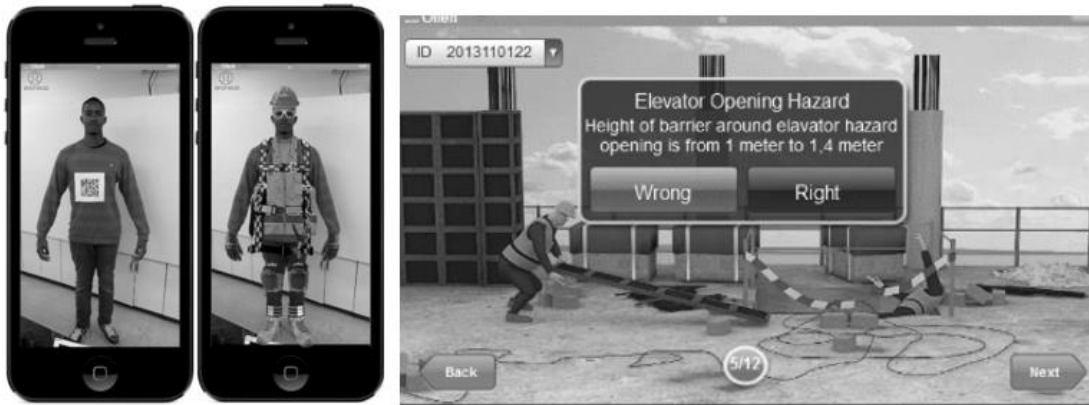 ID 2013110122
Elevator Opening Hazard
Height of barrier around elavator hazard
opening is from 1 meter to 1,4 meter
Wrong
Right
Back
5/12
Next